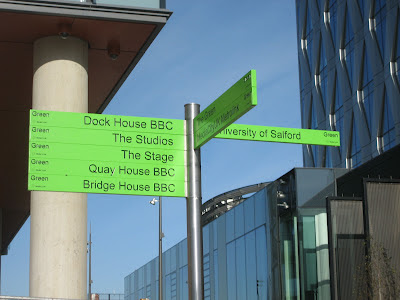 Green
Dock House BBC
Green
The Studios
Green
The Stage
Green
Quay House BBC
Green
Bridge House BBC
University of Salford
Green